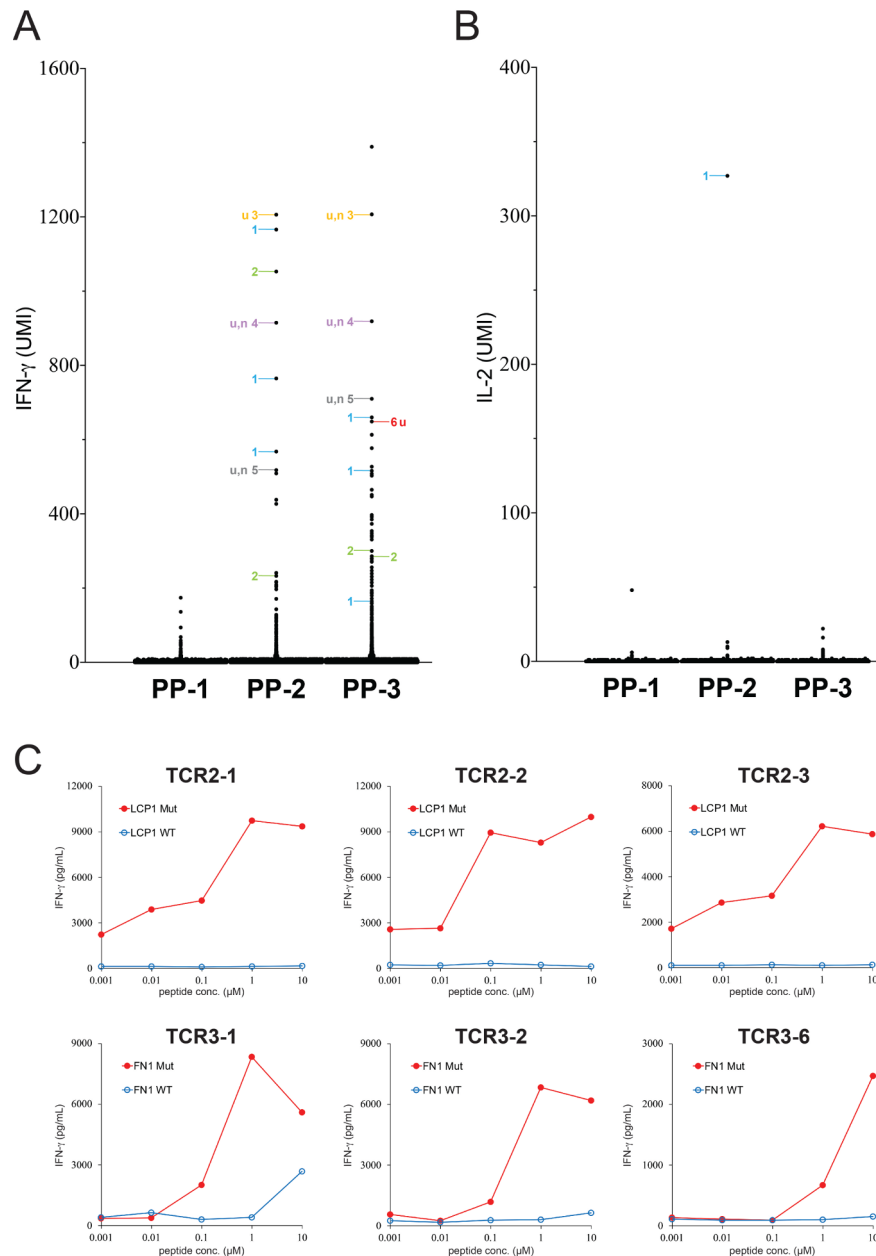 A
1600
1200
800
400
0
IFN-γ (UMI)
u 3
1
2
u,n 4
1
1
u,n 5
2
u,n 3
u,n 4
u,n 5
1
6 u
1
2
2
1
PP-1 PP-2 PP-3
B
400
300
200
100
0
IL-2 (UMI)
1
PP-1 PP-2 PP-3
C
TCR2-1
12000
9000
6000
3000
0
IFN-γ (pg/mL)
LCP1 Mut
LCP1 WT
0.001 0.01 0.1 1 10
peptide conc. (µM)
TCR2-2
12000
9000
6000
3000
0
IFN-γ (pg/mL)
LCP1 Mut
LCP1 WT
0.001 0.01 0.1 1 10
peptide conc. (µM)
TCR2-3
8000
6000
4000
2000
0
IFN-γ (pg/mL)
LCP1 Mut
LCP1 WT
0.001 0.01 0.1 1 10
peptide conc. (µM)
TCR3-1
9000
6000
3000
0
IFN-γ (pg/mL)
FN1 Mut
FN1 WT
0.001 0.01 0.1 1 10
peptide conc. (µM)
TCR3-2
9000
6000
3000
0
IFN-γ (pg/mL)
FN1 Mut
FN1 WT
0.001 0.01 0.1 1 10
peptide conc. (µM)
TCR3-6
3000
2000
1000
0
IFN-γ (pg/mL)
FN1 Mut
FN1 WT
0.001 0.01 0.1 1 10
peptide conc. (µM)